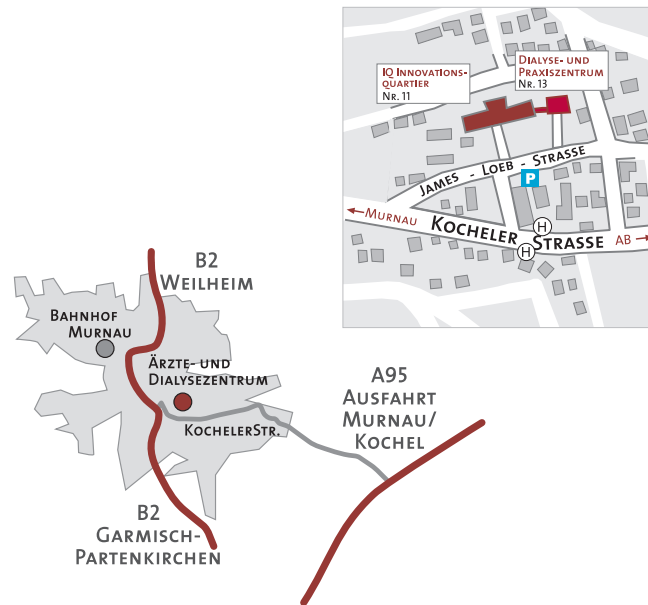 IQ Innovations-
quartier
Nr. 11
Dialyse- und
Praxiszentrum
Nr. 13
James - Loeb - Strasse
P
←Murnau
Kocheler Strasse
H
H
AB→
B2
Weilheim
Bahnhof
Murnau
Ärzte- und
Dialysezentrum
KochelerStr.
A95
Ausfahrt
Murnau/
Kochel
B2
Garmisch-
Partenkirchen